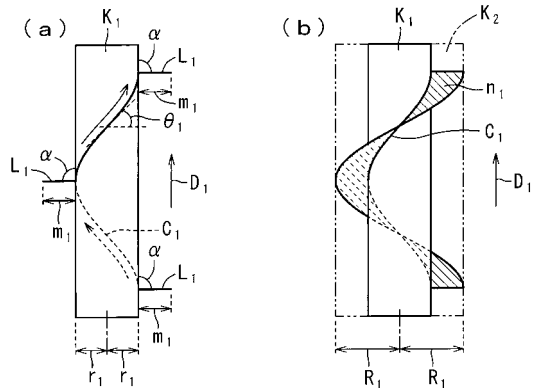 (a)
K₁
α
L₁
m₁
θ₁
L₁
α
m₁
D₁
C₁
α
L₁
m₁
r₁ r₁
(b)
K₁
K₂
n₁
C₁
D₁
R₁ R₁